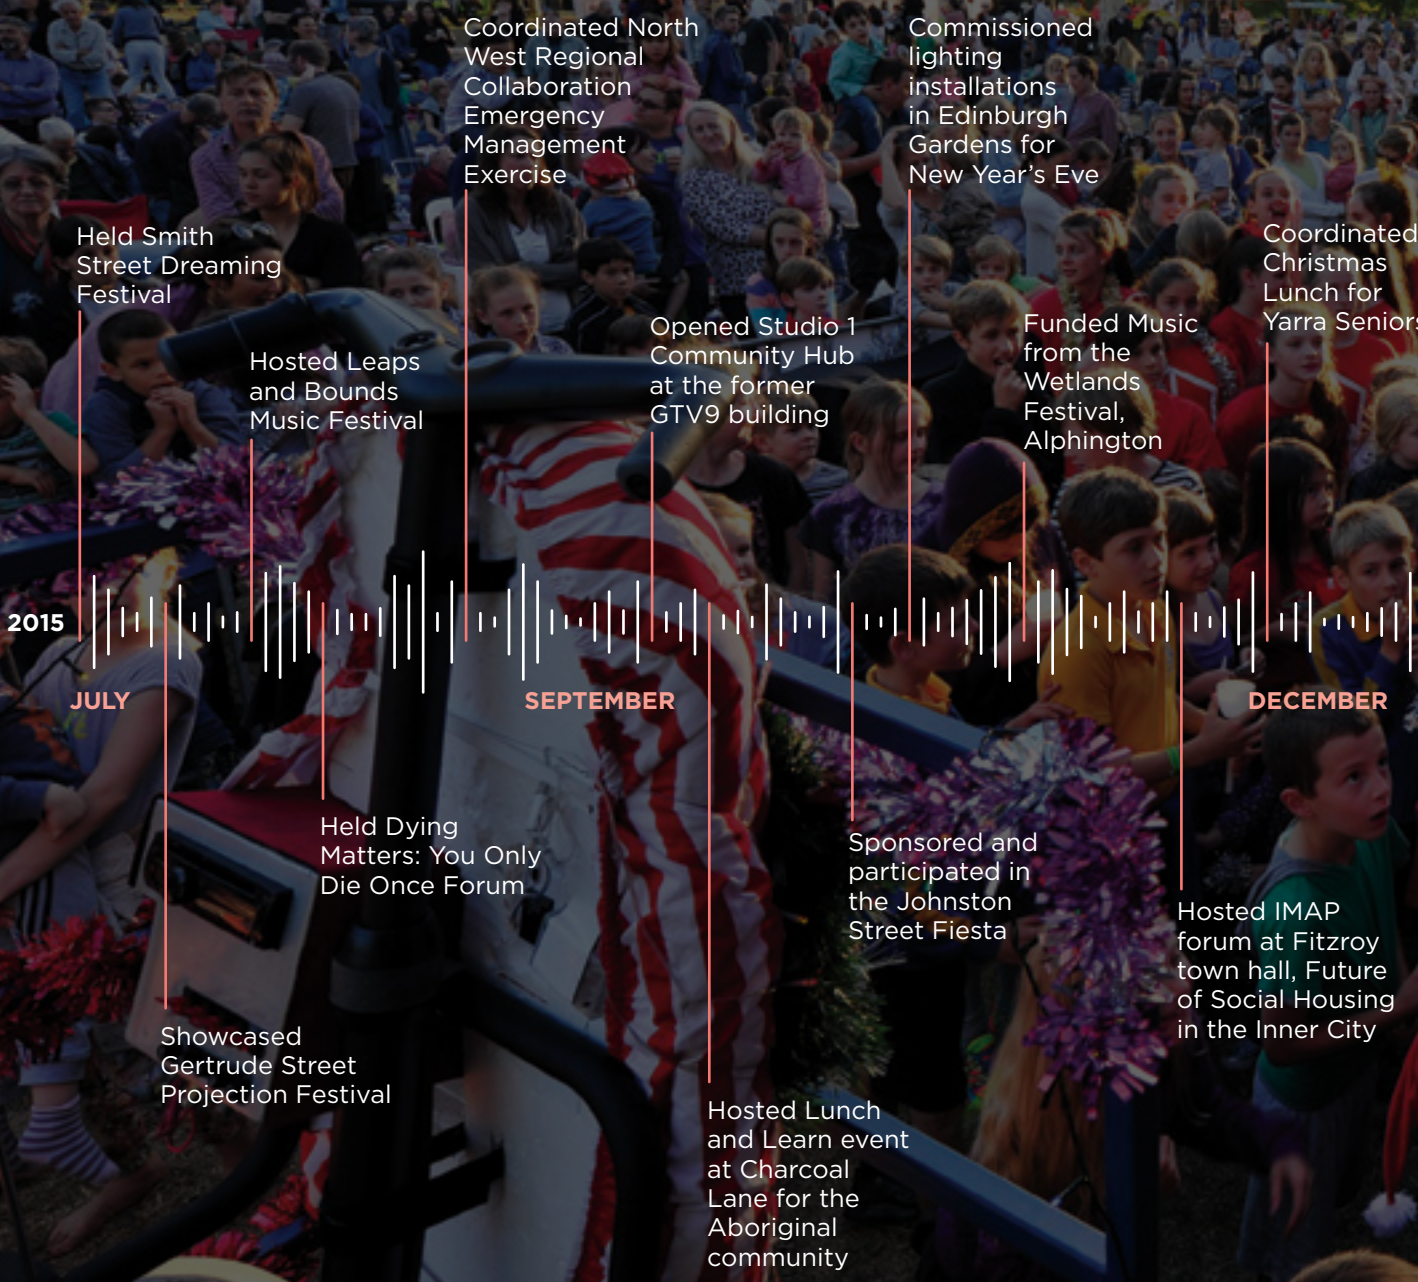 Coordinated North
West Regional
Collaboration
Emergency
Management
Exercise
Commissioned
lighting
installations
in Edinburgh
Gardens for
New Year’s Eve
Held Smith
Street Dreaming
Festival
Coordinated
Christmas
Lunch for
Yarra Seniors
Hosted Leaps
and Bounds
Music Festival
Opened Studio 1
Community Hub
at the former
GTV9 building
Funded Music
from the
Wetlands
Festival,
Alphington
2015
JULY
SEPTEMBER
DECEMBER
Held Dying
Matters: You Only
Die Once Forum
Sponsored and
participated in
the Johnston
Street Fiesta
Hosted IMAP
forum at Fitzroy
town hall, Future
of Social Housing
in the Inner City
Showcased
Gertrude Street
Projection Festival
Hosted Lunch
and Learn event
at Charcoal
Lane for the
Aboriginal
community